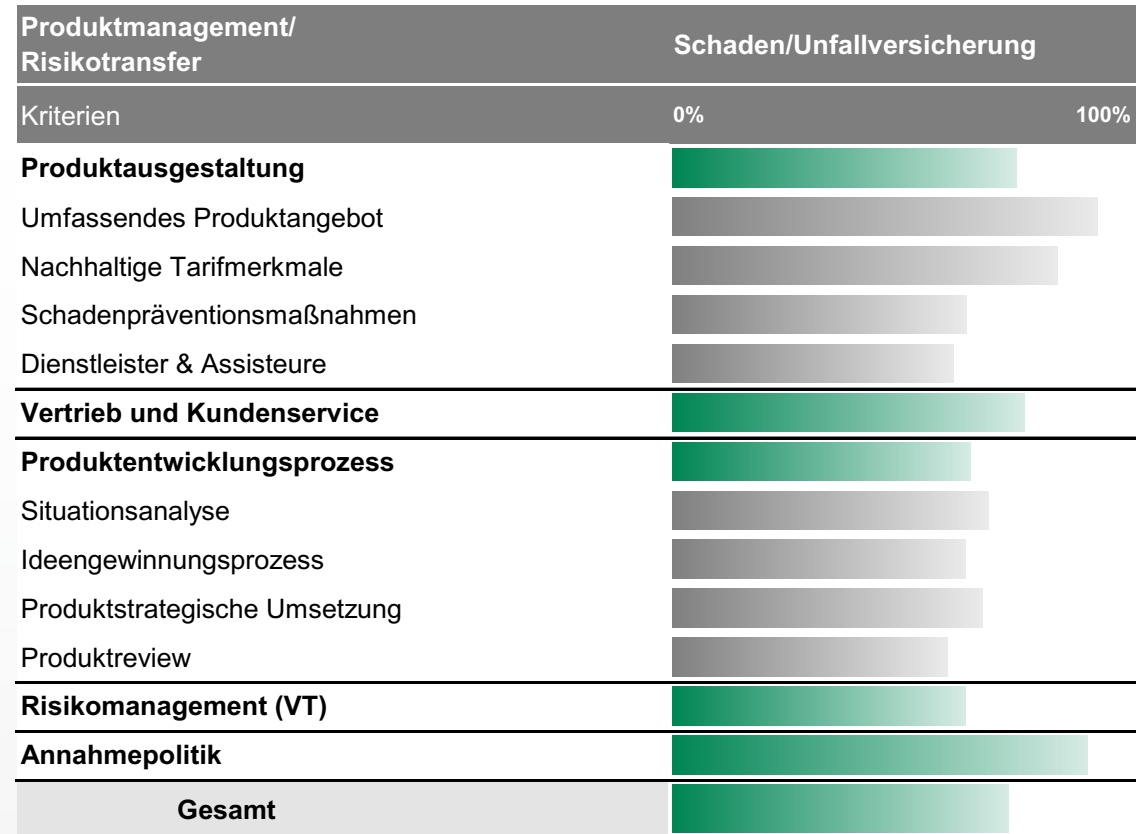 Produktmanagement/
Risikotransfer
Schaden/Unfallversicherung
Kriterien
0%
100%
Produktausgestaltung
Umfassendes Produktangebot
Nachhaltige Tarifmerkmale
Schadenpräventionsmaßnahmen
Dienstleister & Assisteure
Vertrieb und Kundenservice
Produktentwicklungsprozess
Situationsanalyse
Ideengewinnungsprozess
Produktstrategische Umsetzung
Produktreview
Risikomanagement (VT)
Annahmepolitik
Gesamt